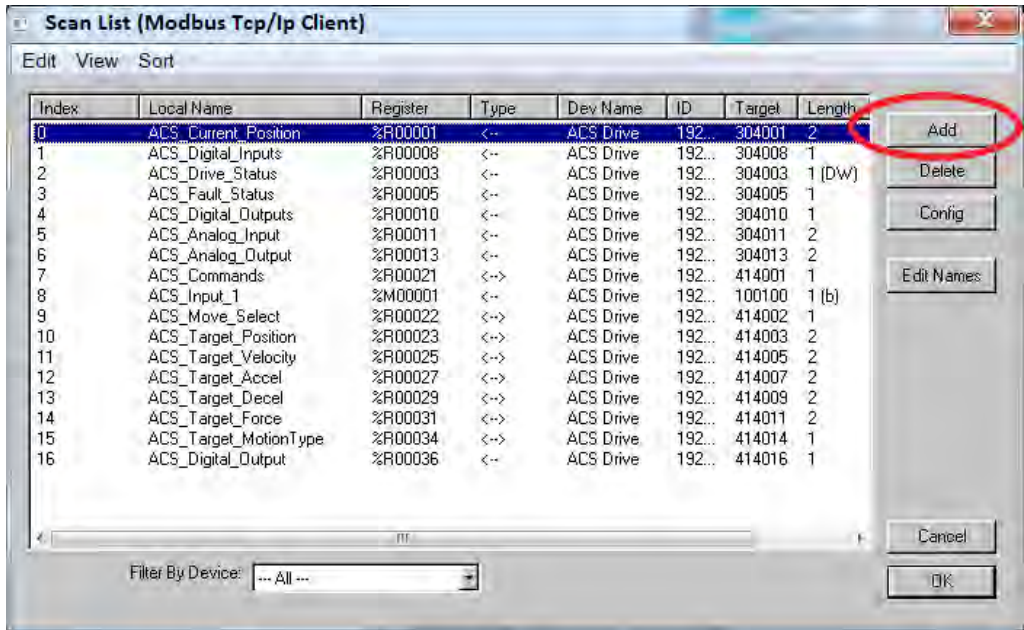 Scan List (Modbus Tcp/Ip Client)
Edit View Sort
Index Local Name Register Type Dev Name ID Target Length
0 ACS_Current_Position %R00001 <-- ACS Drive 192... 304001 2
1 ACS_Digital_Inputs %R00008 <-- ACS Drive 192... 304008 1
2 ACS_Drive_Status %R00003 <-- ACS Drive 192... 304003 1 (DW)
3 ACS_Fault_Status %R00005 <-- ACS Drive 192... 304005 1
4 ACS_Digital_Outputs %R00010 <-- ACS Drive 192... 304010 1
5 ACS_Analog_Input %R00011 <-- ACS Drive 192... 304011 2
6 ACS_Analog_Output %R00013 <-- ACS Drive 192... 304013 2
7 ACS_Commands %R00021 <--> ACS Drive 192... 414001 1
8 ACS_Input_1 %M00001 <-- ACS Drive 192... 100100 1 (b)
9 ACS_Move_Select %R00022 <--> ACS Drive 192... 414002 1
10 ACS_Target_Position %R00023 <--> ACS Drive 192... 414003 2
11 ACS_Target_Velocity %R00025 <--> ACS Drive 192... 414005 2
12 ACS_Target_Accel %R00027 <--> ACS Drive 192... 414007 2
13 ACS_Target_Decel %R00029 <--> ACS Drive 192... 414009 2
14 ACS_Target_Force %R00031 <--> ACS Drive 192... 414011 2
15 ACS_Target_MotionType %R00034 <--> ACS Drive 192... 414014 1
16 ACS_Digital_Output %R00036 <-- ACS Drive 192... 414016 1
Add
Delete
Config
Edit Names
Cancel
OK
Filter By Device: --- All ---